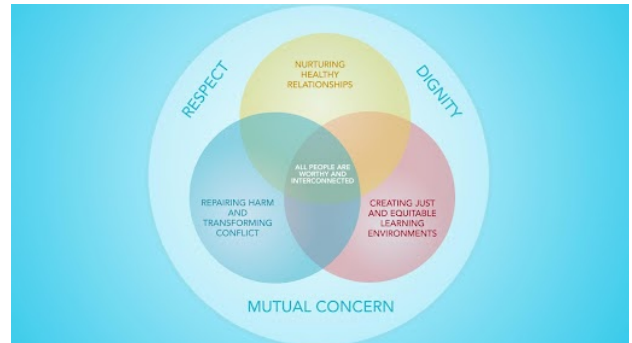 RESPECT
DIGNITY
NURTURING
HEALTHY
RELATIONSHIPS
ALL PEOPLE ARE
WORTHY AND
INTERCONNECTED
REPAIRING HARM
AND
TRANSFORMING
CONFLICT
CREATING JUST
AND EQUITABLE
LEARNING
ENVIRONMENTS
MUTUAL CONCERN